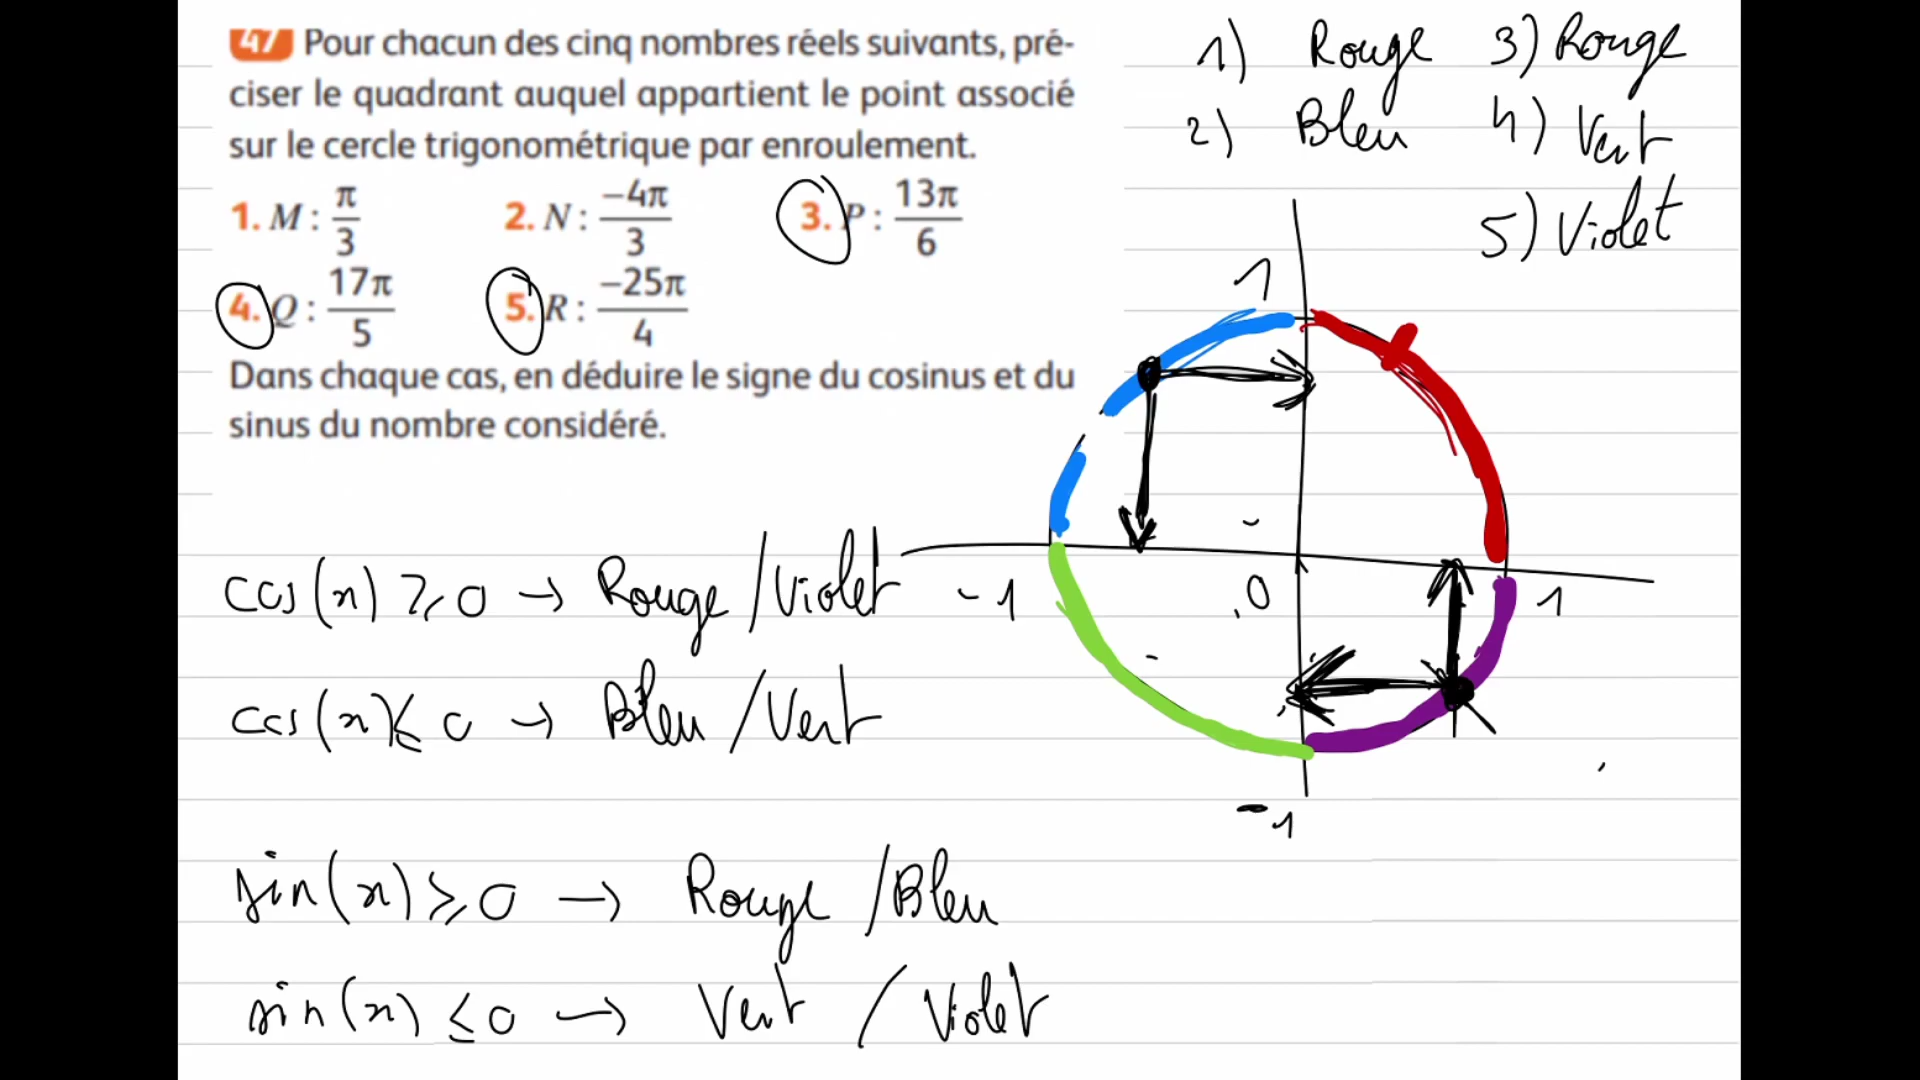 47 Pour chacun des cinq nombres réels suivants, pré-
ciser le quadrant auquel appartient le point associé
sur le cercle trigonométrique par enroulement.
1. M : π/3 2. N : −4π/3 3. P : 13π/6
4. Q : 17π/5 5. R : −25π/4
Dans chaque cas, en déduire le signe du cosinus et du
sinus du nombre considéré.
1) Rouge 3) Rouge
2) Bleu 4) Vert
5) Violet
1
-1 0 1
-1
cos(x) ⩾ 0 → Rouge / Violet
cos(x) ⩽ 0 → Bleu / Vert
sin(x) ⩾ 0 → Rouge / Bleu
sin(x) ≤ 0 → Vert / Violet